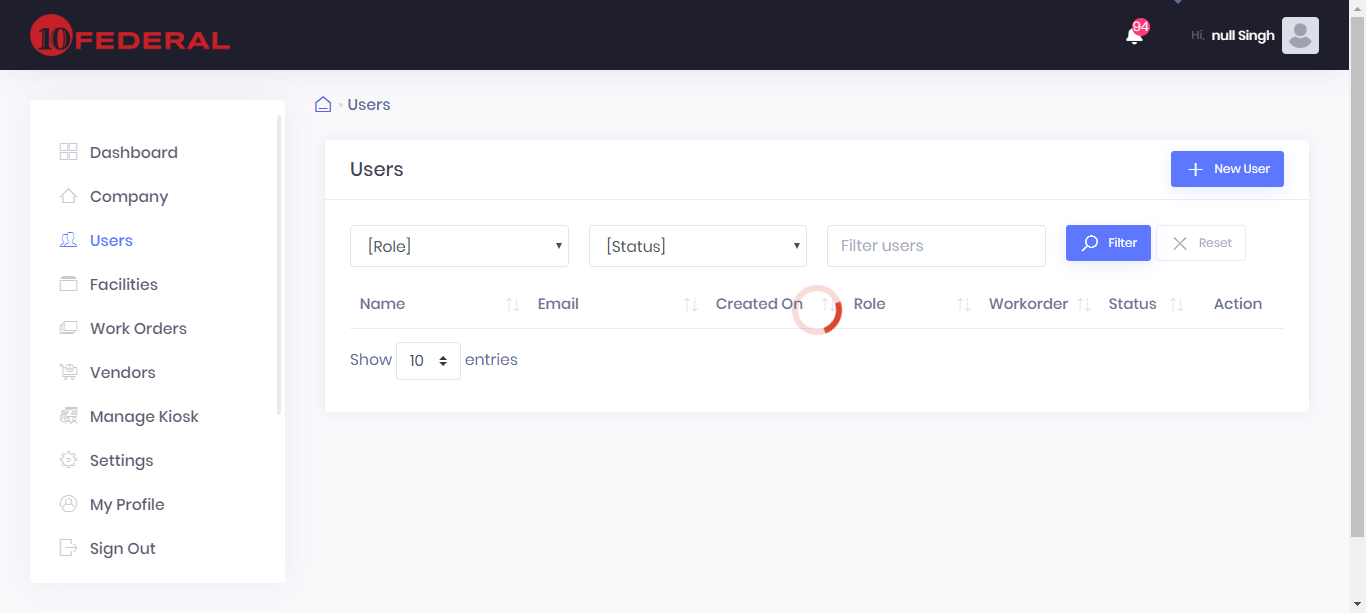 10FEDERAL
94
Hi, null Singh
Dashboard
Company
Users
Facilities
Work Orders
Vendors
Manage Kiosk
Settings
My Profile
Sign Out
Users
Users
New User
[Role] [Status] Filter users Filter Reset
Name Email Created On Role Workorder Status Action
Show 10 entries